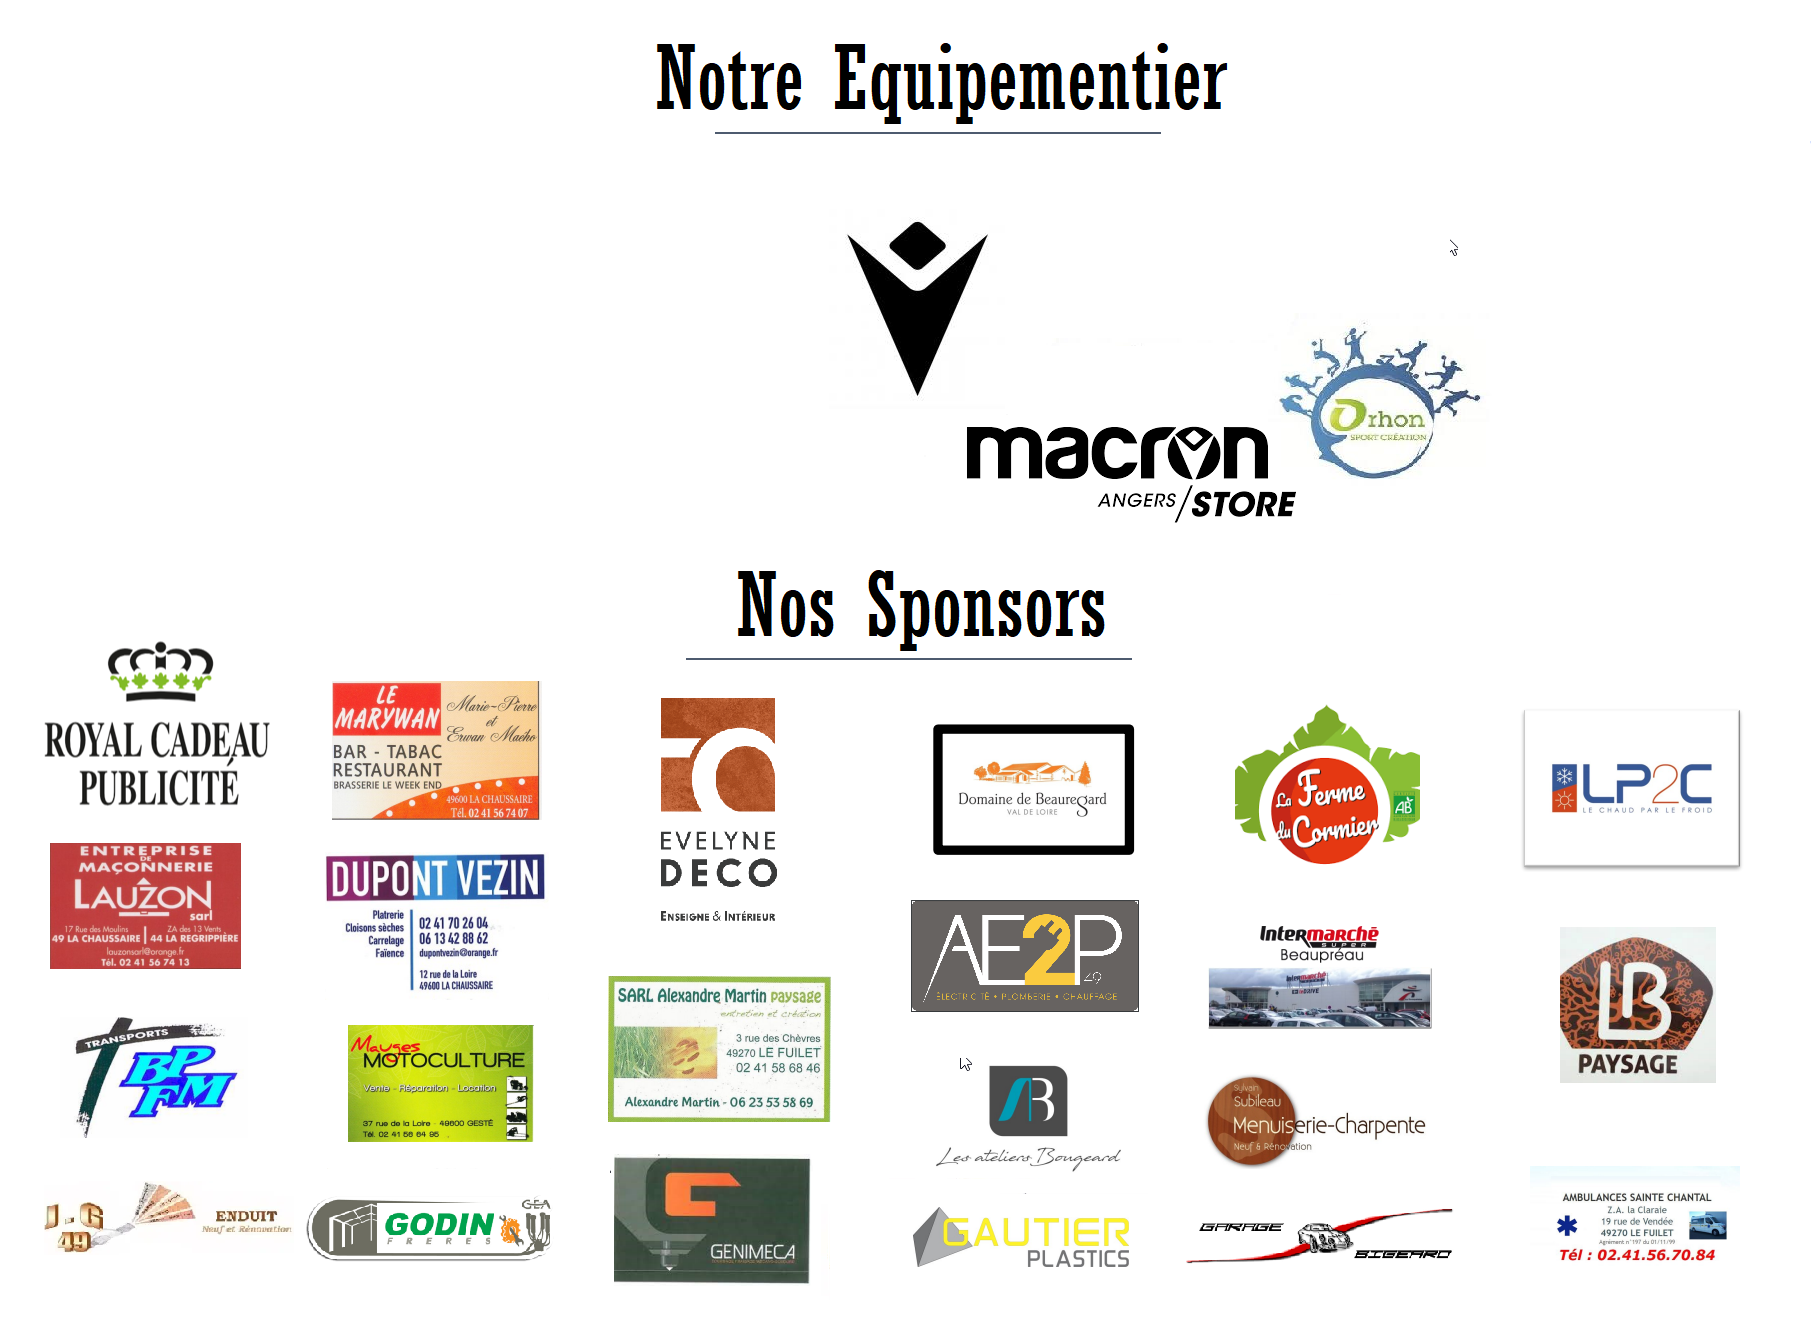 Notre Equipementier
macron
ANGERS/STORE
Orhon
SPORT CRÉATION
Nos Sponsors
ROYAL CADEAU
PUBLICITÉ
LE
MARYWAN
Marie-Pierre
et
Erwan Macého
BAR - TABAC
RESTAURANT
BRASSERIE LE WEEK END
49600 LA CHAUSSAIRE
Tél. 02 41 56 74 07
EVELYNE
DECO
ENSEIGNE & INTÉRIEUR
Domaine de Beauregard
VAL DE LOIRE
La Ferme
du Cormier
AB
LP2C
LE CHAUD PAR LE FROID
ENTREPRISE
DE
MAÇONNERIE
LAUZON
sarl
17 Rue des Moulins | ZA des 13 Vents
49 LA CHAUSSAIRE | 44 LA REGRIPPIÈRE
lauzonsarl@orange.fr
Tél. 02 41 56 74 13
DUPONT VEZIN
Platrerie
Cloisons sèches
Carrelage
Faïence
02 41 70 26 04
06 13 42 88 62
dupontvezin@orange.fr
12 rue de la Loire
49600 LA CHAUSSAIRE
AE2P
49
ÉLECTRICITÉ + PLOMBERIE + CHAUFFAGE
Intermarché
SUPER
Beaupréau
Intermarché
LB
PAYSAGE
SARL Alexandre Martin paysage
entretien et création
3 rue des Chèvres
49270 LE FUILET
02 41 58 68 46
Alexandre Martin - 06 23 53 58 69
TRANSPORTS
BP
FM
Mauges
MOTOCULTURE
Vente - Réparation - Location
37 rue de la Loire - 49600 GESTÉ
Tél. 02 41 56 64 95
AB
Les ateliers Bougeard
Sylvain
Subileau
Menuiserie-Charpente
Neuf & Rénovation
J-G
49
ENDUIT
Neuf et Rénovation
GODIN
FRERES
GEA
GENIMECA
GAUTIER
PLASTICS
GARAGE
BIGEARD
AMBULANCES SAINTE CHANTAL
Z.A. la Claraie
19 rue de Vendée
49270 LE FUILET
Agrément n°197 du 01/11/99
Tél : 02.41.56.70.84